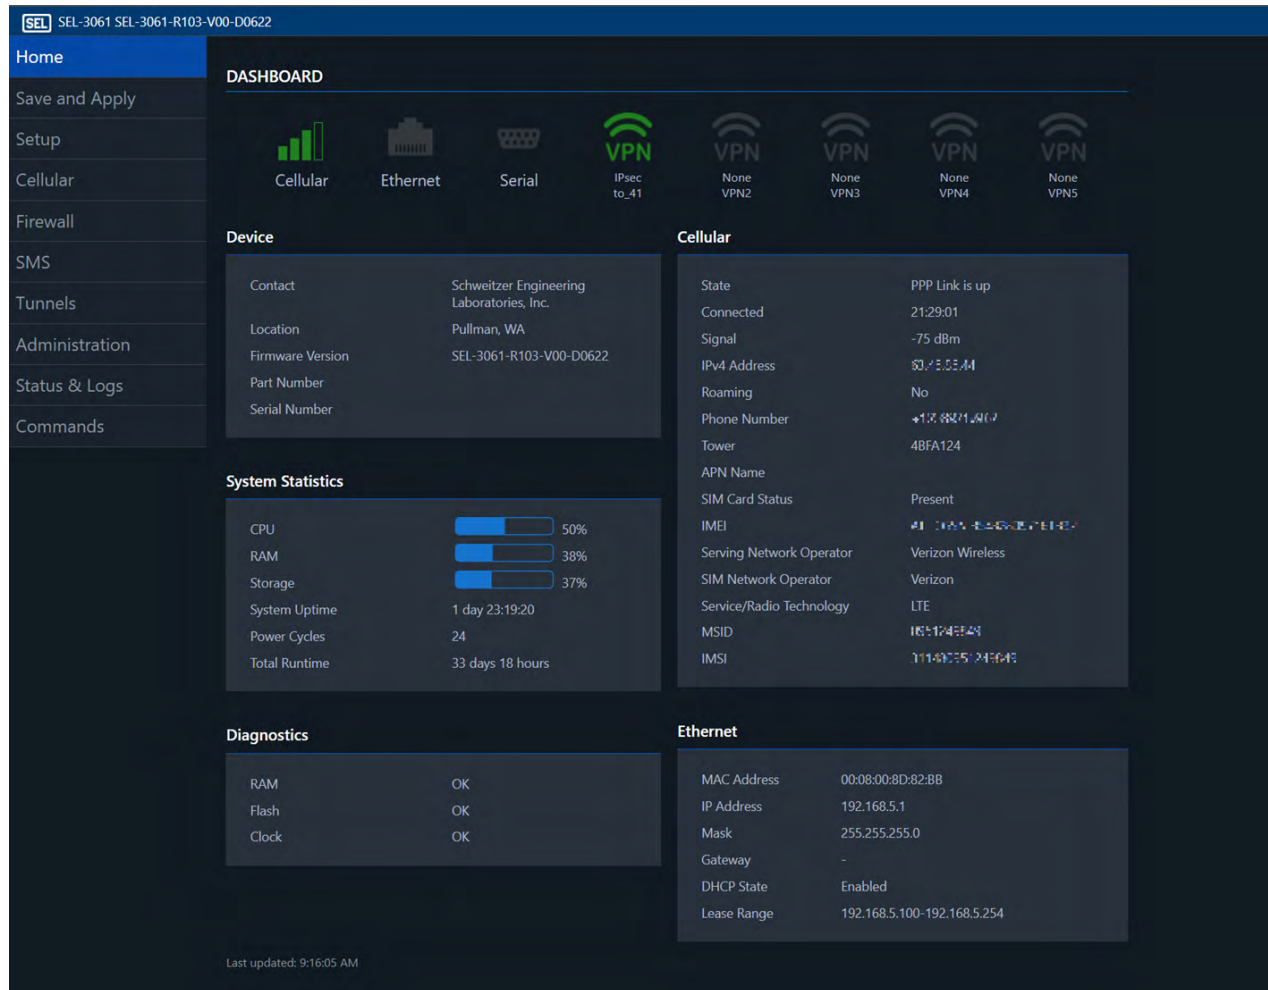 SEL SEL-3061 SEL-3061-R103-V00-D0622
Home
Save and Apply
Setup
Cellular
Firewall
SMS
Tunnels
Administration
Status & Logs
Commands
DASHBOARD
VPN VPN VPN VPN VPN
Cellular Ethernet Serial
IPsec None None None None
to_41 VPN2 VPN3 VPN4 VPN5
Device
Contact Schweitzer Engineering
Laboratories, Inc.
Location Pullman, WA
Firmware Version SEL-3061-R103-V00-D0622
Part Number
Serial Number
System Statistics
CPU 50%
RAM 38%
Storage 37%
System Uptime 1 day 23:19:20
Power Cycles 24
Total Runtime 33 days 18 hours
Diagnostics
RAM OK
Flash OK
Clock OK
Cellular
State PPP Link is up
Connected 21:29:01
Signal -75 dBm
IPv4 Address
Roaming No
Phone Number
Tower 4BFA124
APN Name
SIM Card Status Present
IMEI
Serving Network Operator Verizon Wireless
SIM Network Operator Verizon
Service/Radio Technology LTE
MSID
IMSI
Ethernet
MAC Address 00:08:00:8D:82:BB
IP Address 192.168.5.1
Mask 255.255.255.0
Gateway -
DHCP State Enabled
Lease Range 192.168.5.100-192.168.5.254
Last updated: 9:16:05 AM